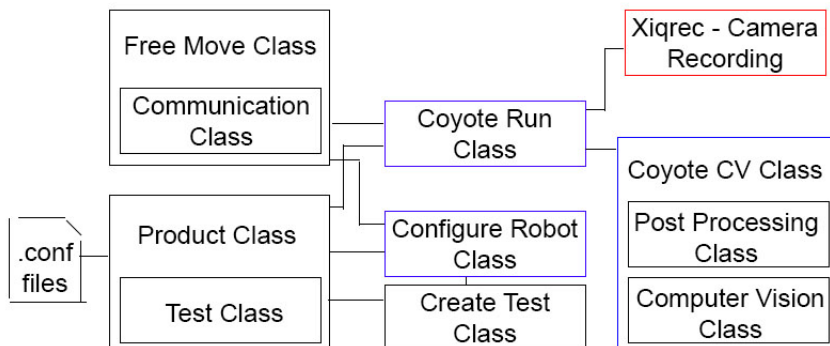 Free Move Class
Communication
Class
Coyote Run
Class
Xiqrec - Camera
Recording
Coyote CV Class
Post Processing
Class
Computer Vision
Class
.conf
files
Product Class
Test Class
Configure Robot
Class
Create Test
Class